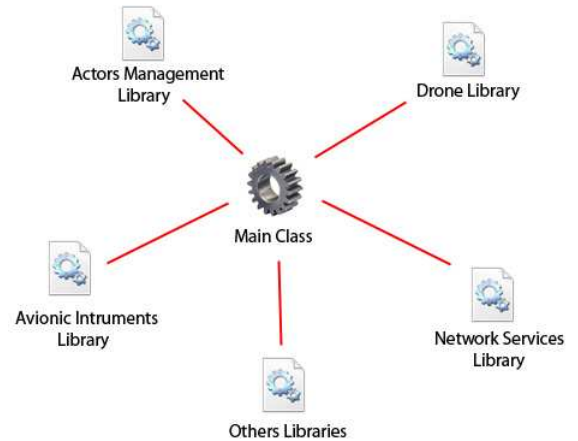 Actors Management
Library
Drone Library
Main Class
Avionic Intruments
Library
Network Services
Library
Others Libraries